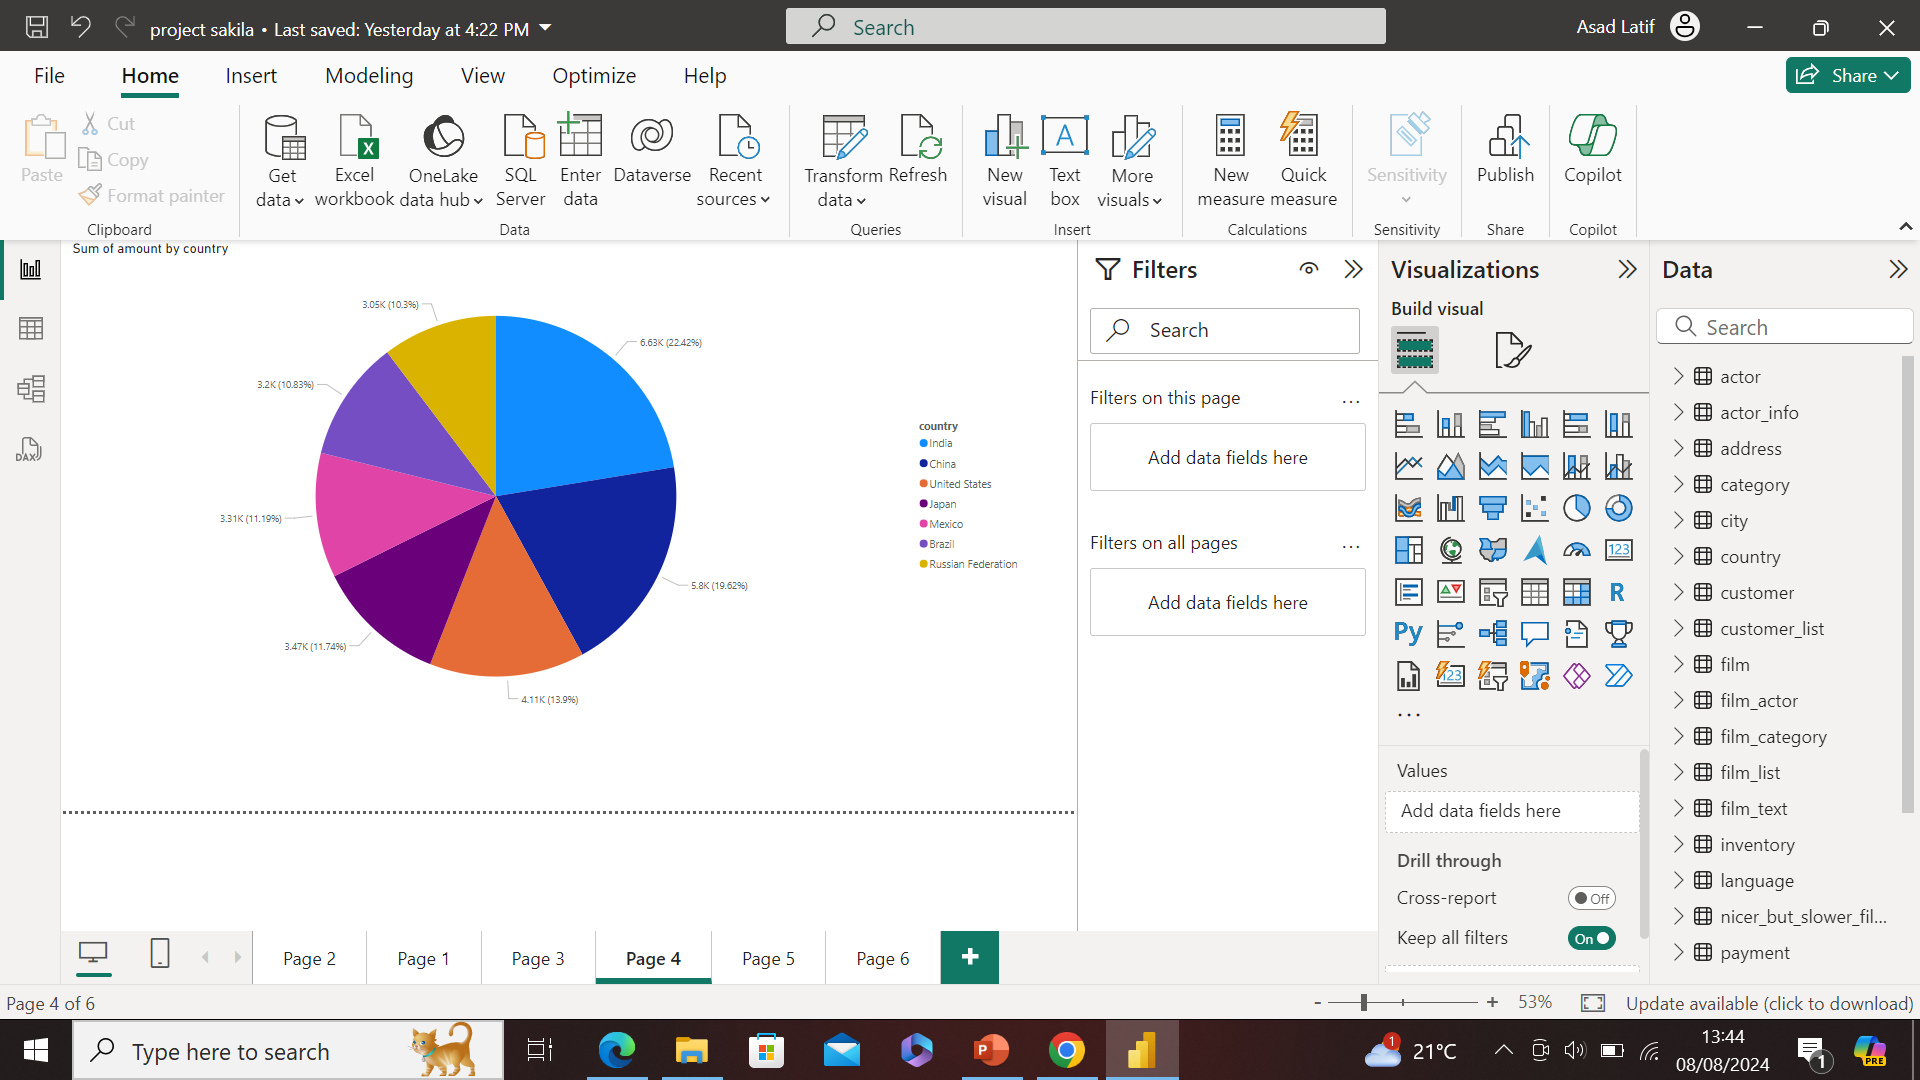 project sakila • Last saved: Yesterday at 4:22 PM
Search
Asad Latif
File
Home
Insert
Modeling
View
Optimize
Help
Share
Paste
Cut
Copy
Format painter
Clipboard
Get data
Excel workbook
OneLake data hub
SQL Server
Enter data
Dataverse
Recent sources
Data
Transform data
Refresh
Queries
New visual
Text box
More visuals
Insert
New measure
Quick measure
Calculations
Sensitivity
Sensitivity
Publish
Share
Copilot
Copilot
Sum of amount by country
3.05K (10.3%)
6.63K (22.42%)
3.2K (10.83%)
3.31K (11.19%)
5.8K (19.62%)
3.47K (11.74%)
4.11K (13.9%)
country
India
China
United States
Japan
Mexico
Brazil
Russian Federation
DAX
Filters
Search
Filters on this page
...
Add data fields here
Filters on all pages
...
Add data fields here
Visualizations
Build visual
123
R
Py
123
...
Values
Add data fields here
Drill through
Cross-report
Off
Keep all filters
On
Data
Search
actor
actor_info
address
category
city
country
customer
customer_list
film
film_actor
film_category
film_list
film_text
inventory
language
nicer_but_slower_fil...
payment
Page 2
Page 1
Page 3
Page 4
Page 5
Page 6
+
Page 4 of 6
-
+
53%
Update available (click to download)
Type here to search
P
1
21°C
13:44
08/08/2024
1
PRE